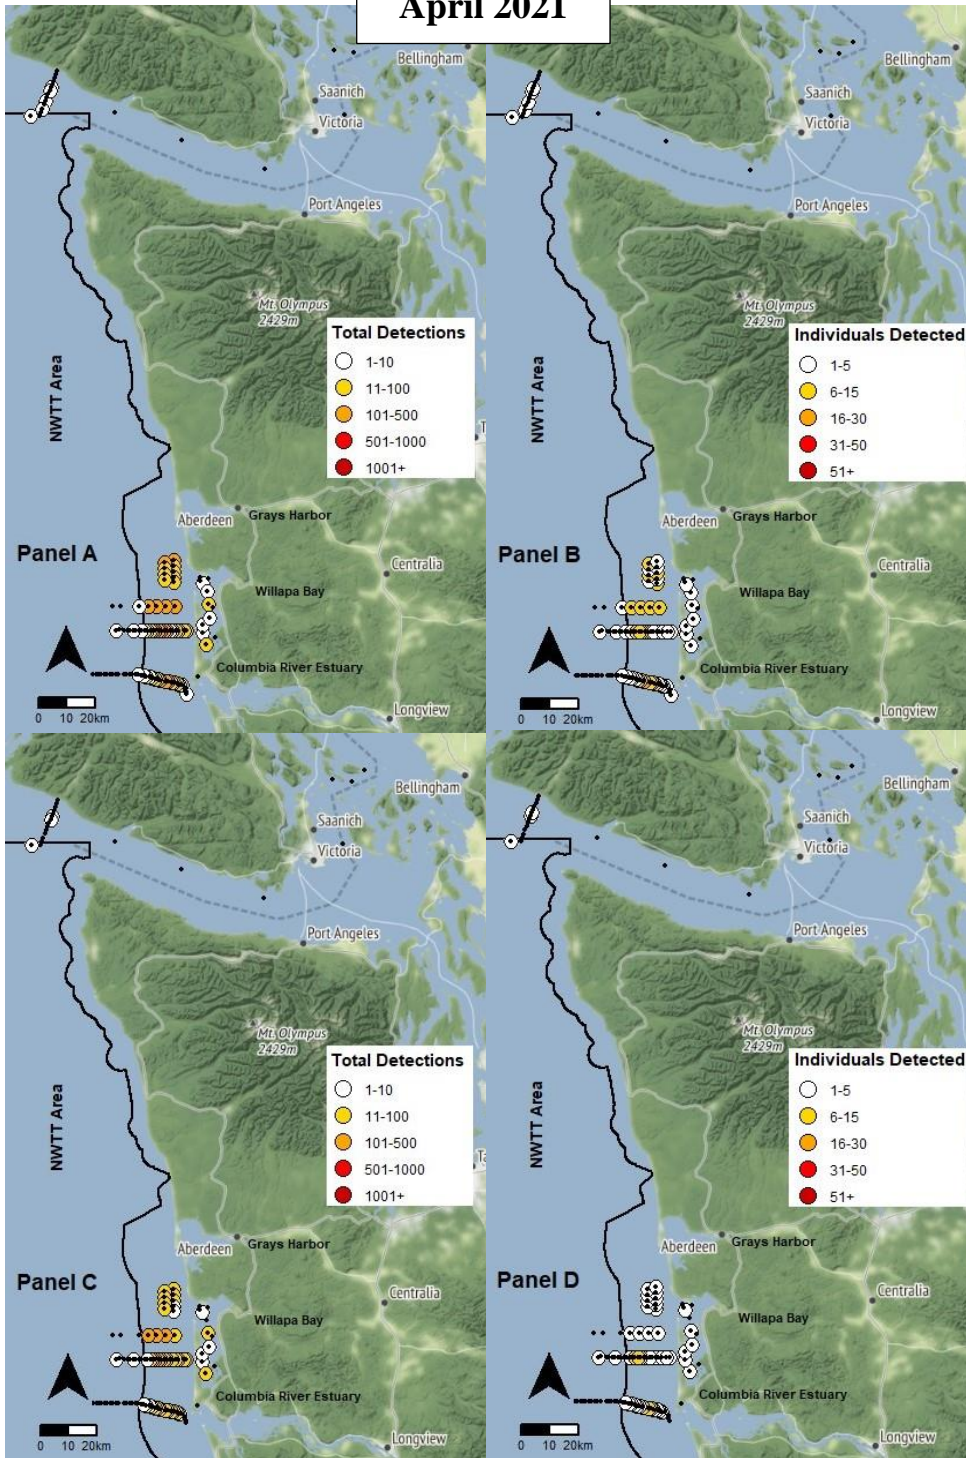 April 2021
Bellingham
Saanich
Victoria
Port Angeles
Mt. Olympus
2429m
NWTT Area
Total Detections
1-10
11-100
101-500
501-1000
1001+
Aberdeen
Grays Harbor
Panel A
Centralia
Willapa Bay
Columbia River Estuary
0 10 20km
Longview
Bellingham
Saanich
Victoria
Port Angeles
Mt. Olympus
2429m
NWTT Area
Individuals Detected
1-5
6-15
16-30
31-50
51+
Aberdeen
Grays Harbor
Panel B
Centralia
Willapa Bay
Columbia River Estuary
0 10 20km
Longview
Bellingham
Saanich
Victoria
Port Angeles
Mt. Olympus
2429m
NWTT Area
Total Detections
1-10
11-100
101-500
501-1000
1001+
Aberdeen
Grays Harbor
Panel C
Centralia
Willapa Bay
Columbia River Estuary
0 10 20km
Longview
Bellingham
Saanich
Victoria
Port Angeles
Mt. Olympus
2429m
NWTT Area
Individuals Detected
1-5
6-15
16-30
31-50
51+
Aberdeen
Grays Harbor
Panel D
Centralia
Willapa Bay
Columbia River Estuary
0 10 20km
Longview